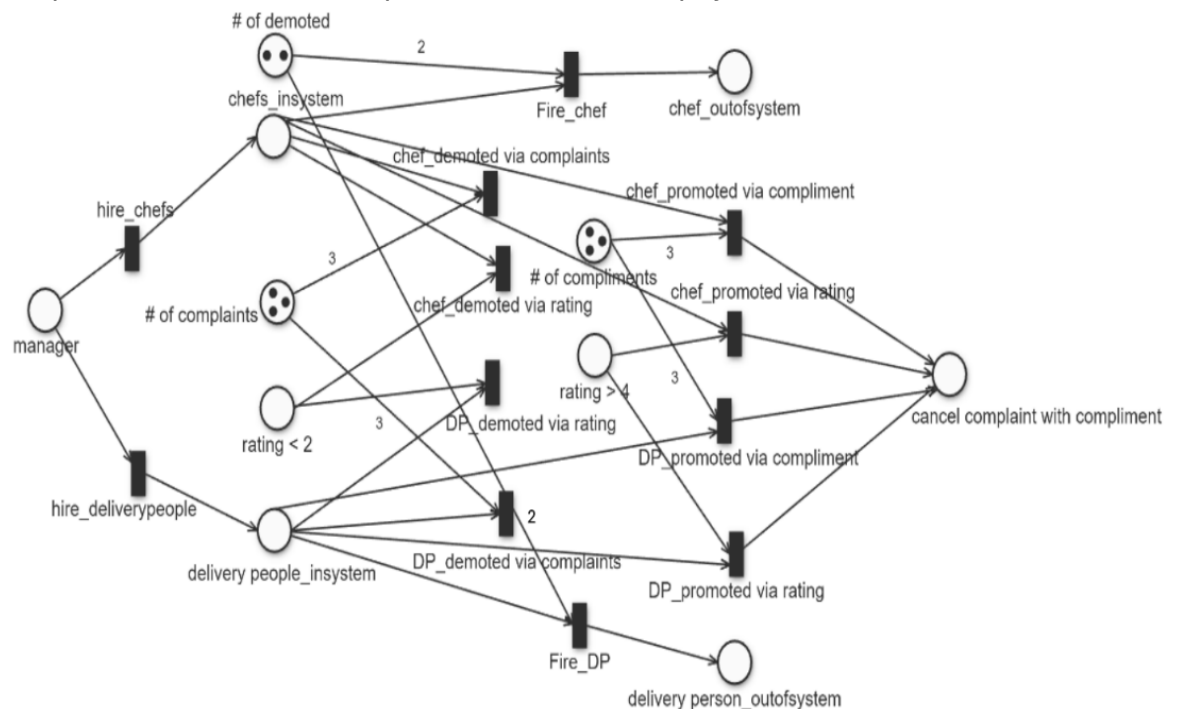 # of demoted
2
chefs_insystem
Fire_chef
chef_outofsystem
chef_demoted via complaints
chef_promoted via compliment
hire_chefs
3
3
# of compliments
# of complaints
chef_demoted via rating
chef_promoted via rating
manager
rating > 4
3
rating < 2
3
DP_demoted via rating
cancel complaint with compliment
DP_promoted via compliment
hire_deliverypeople
2
delivery people_insystem
DP_demoted via complaints
DP_promoted via rating
Fire_DP
delivery person_outofsystem